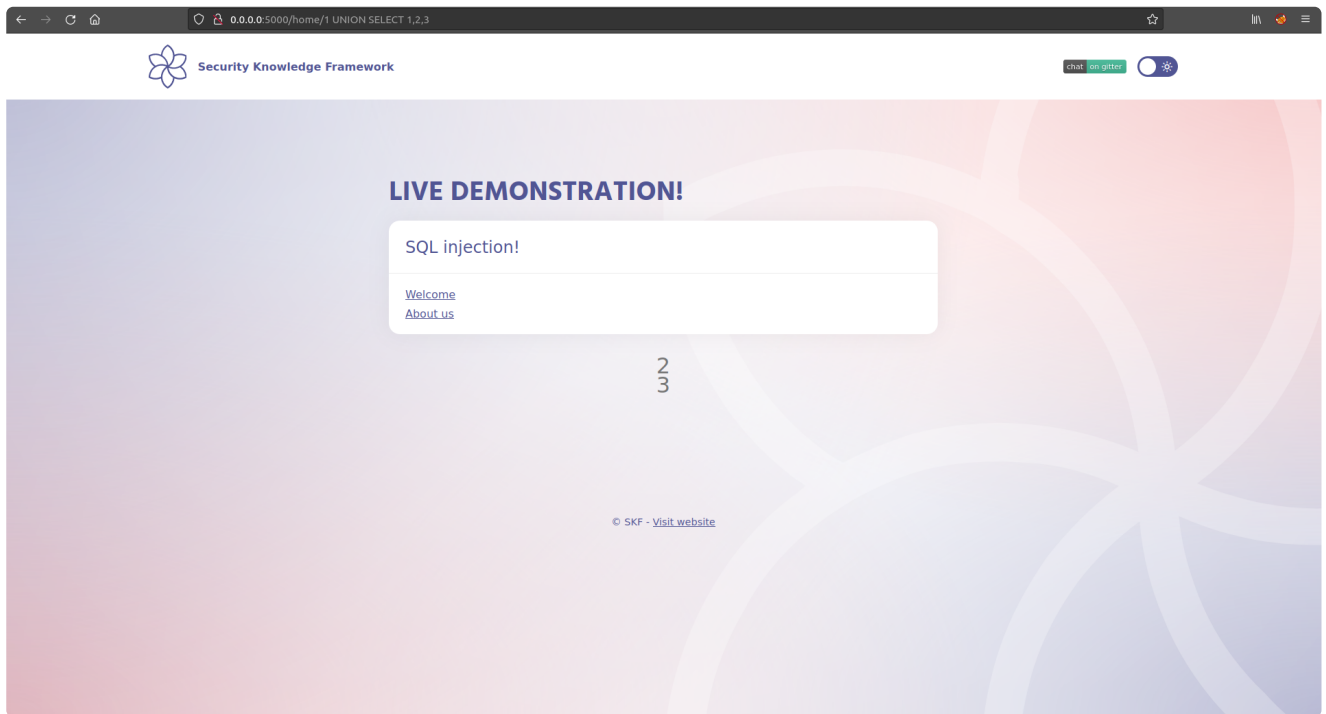 0.0.0.0:5000/home/1 UNION SELECT 1,2,3
Security Knowledge Framework
chat on gitter
LIVE DEMONSTRATION!
SQL injection!
Welcome
About us
2
3
© SKF - Visit website